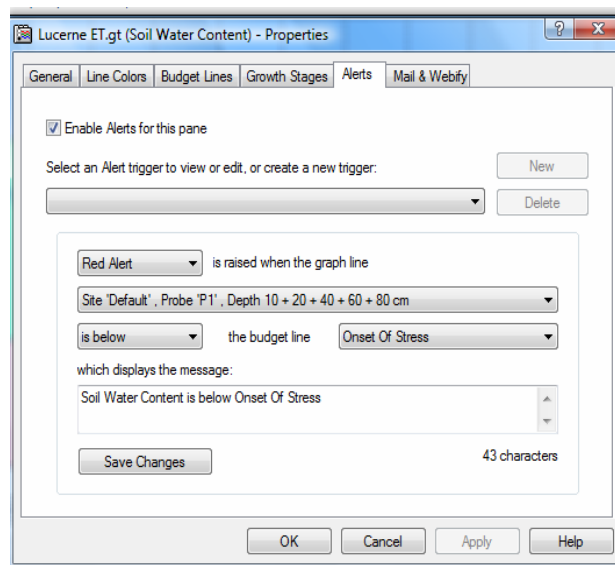 Lucerne ET.gt (Soil Water Content) - Properties
? X
General Line Colors Budget Lines Growth Stages Alerts Mail & Webify
Enable Alerts for this pane
Select an Alert trigger to view or edit, or create a new trigger:
New
Delete
Red Alert is raised when the graph line
Site 'Default' , Probe 'P1' , Depth 10 + 20 + 40 + 60 + 80 cm
is below the budget line Onset Of Stress
which displays the message:
Soil Water Content is below Onset Of Stress
Save Changes 43 characters
OK Cancel Apply Help